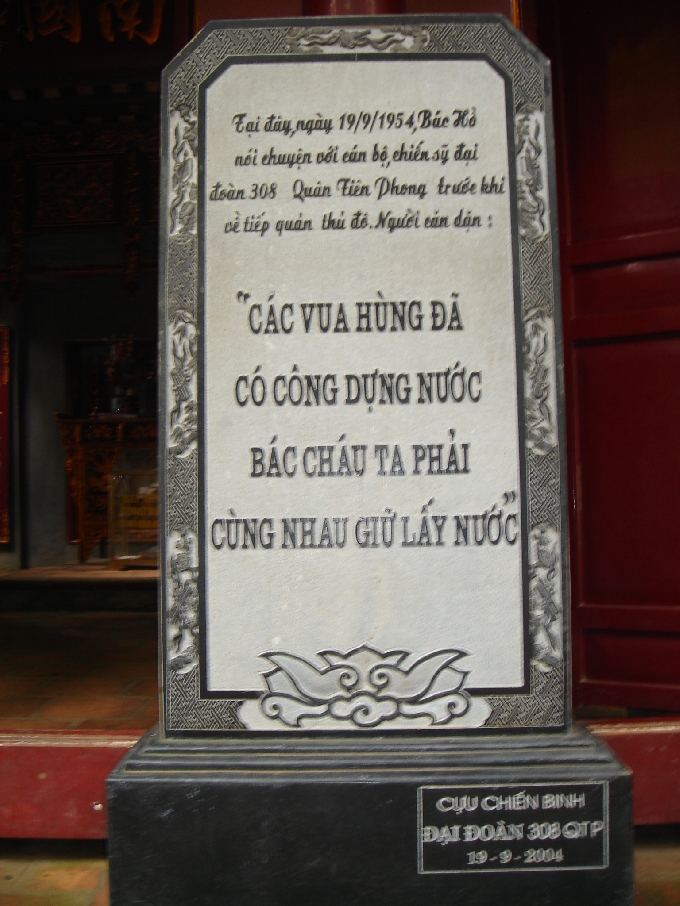 Tại đây, ngày 19/9/1954, Bác Hồ
nói chuyện với cán bộ, chiến sỹ đại
đoàn 308 Quân Tiên Phong trước khi
về tiếp quản thủ đô. Người căn dặn :
"CÁC VUA HÙNG ĐÃ
CÓ CÔNG DỰNG NƯỚC
BÁC CHÁU TA PHẢI
CÙNG NHAU GIỮ LẤY NƯỚC"
CỰU CHIẾN BINH
ĐẠI ĐOÀN 308 QTP
19 - 9 - 2004